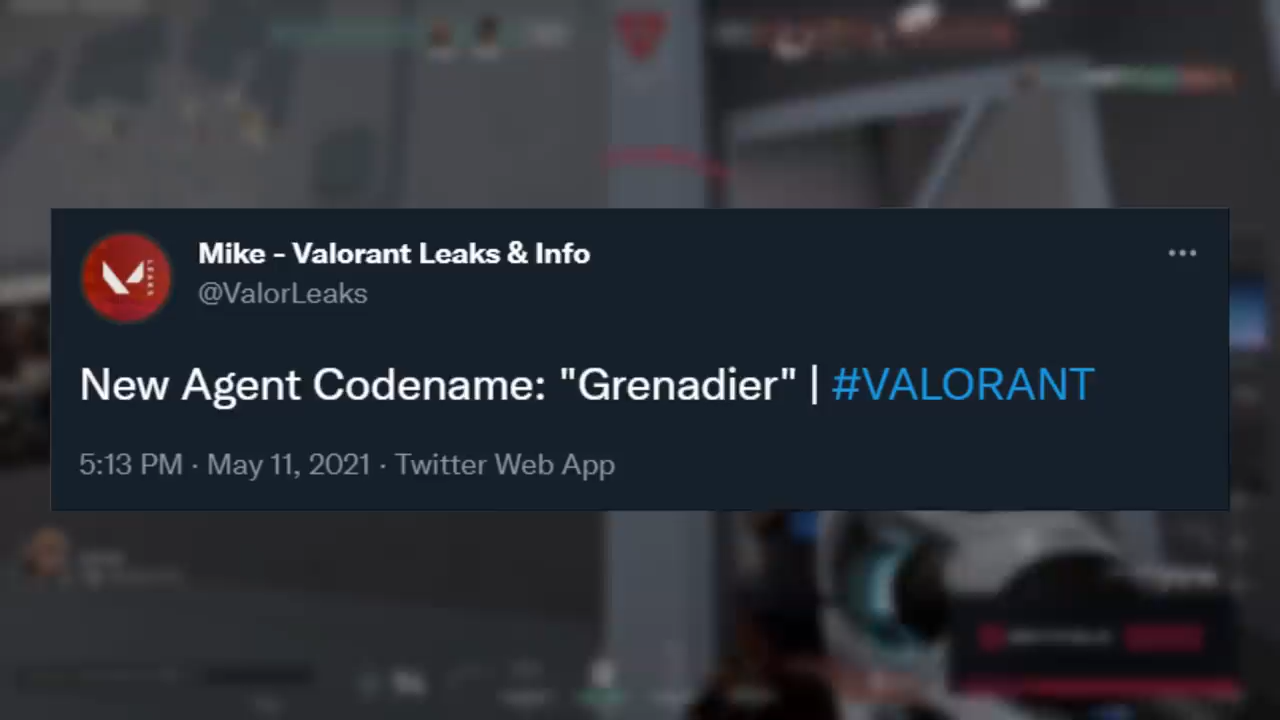 Mike - Valorant Leaks & Info
@ValorLeaks
LEAKS
New Agent Codename: "Grenadier" | #VALORANT
5:13 PM · May 11, 2021 · Twitter Web App